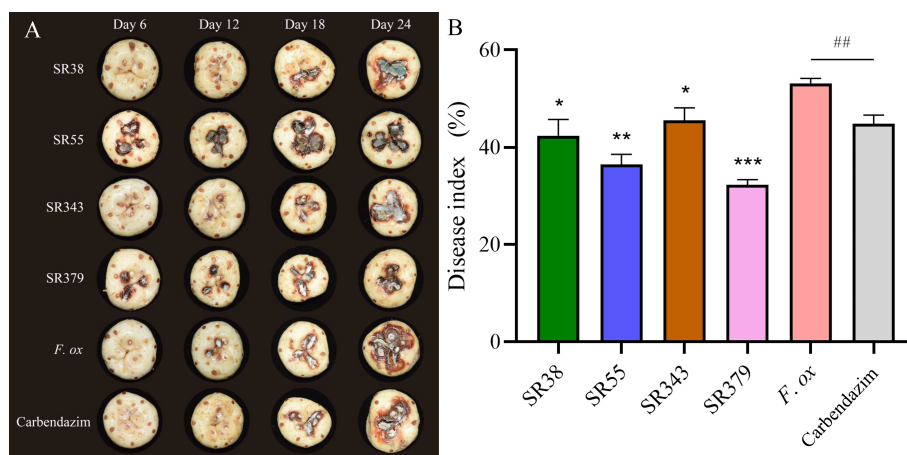 A
Day 6 Day 12 Day 18 Day 24
SR38
SR55
SR343
SR379
F. ox
Carbendazim
B
Disease index (%)
60
40
20
0
*
**
*
***
##
SR38
SR55
SR343
SR379
F. ox
Carbendazim